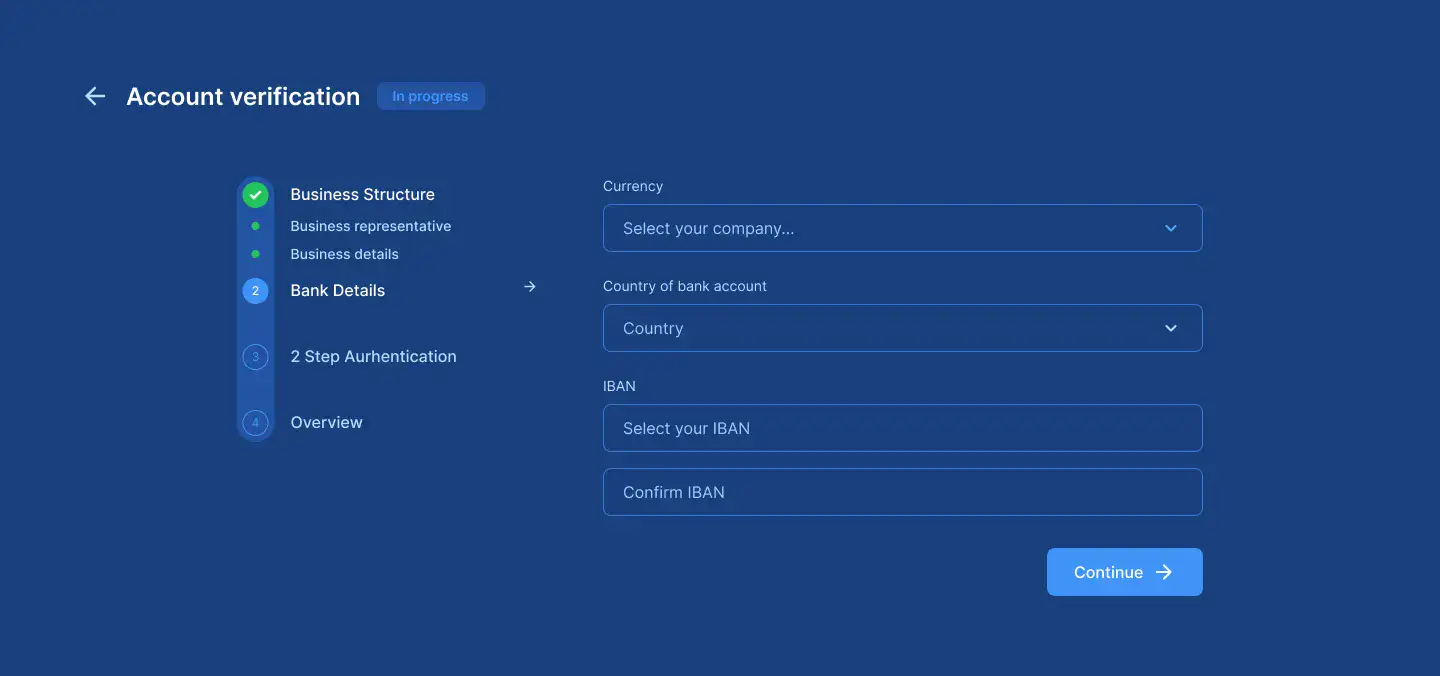 Account verification
In progress
Business Structure
Business representative
Business details
2
Bank Details
3
2 Step Aurhentication
4
Overview
Currency
Select your company...
Country of bank account
Country
IBAN
Select your IBAN
Confirm IBAN
Continue